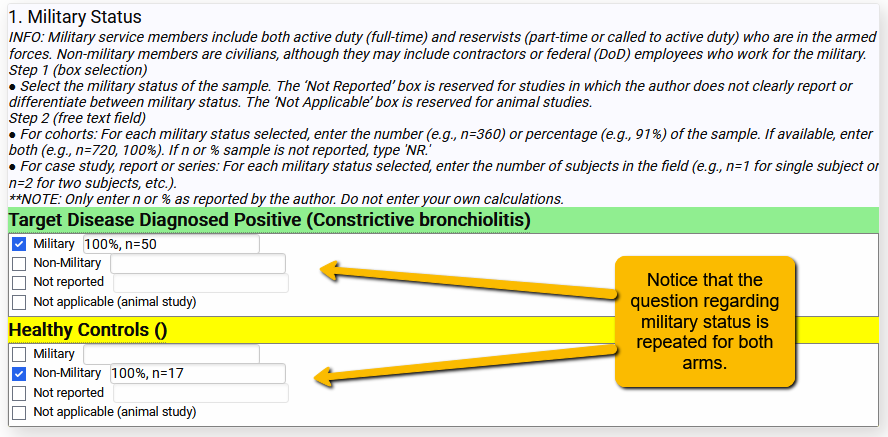 1. Military Status
INFO: Military service members include both active duty (full-time) and reservists (part-time or called to active duty) who are in the armed
forces. Non-military members are civilians, although they may include contractors or federal (DoD) employees who work for the military.
Step 1 (box selection)
● Select the military status of the sample. The ‘Not Reported’ box is reserved for studies in which the author does not clearly report or
differentiate between military status. The ‘Not Applicable’ box is reserved for animal studies.
Step 2 (free text field)
● For cohorts: For each military status selected, enter the number (e.g., n=360) or percentage (e.g., 91%) of the sample. If available, enter
both (e.g., n=720, 100%). If n or % sample is not reported, type 'NR.'
● For case study, report or series: For each military status selected, enter the number of subjects in the field (e.g., n=1 for single subject or
n=2 for two subjects, etc.).
**NOTE: Only enter n or % as reported by the author. Do not enter your own calculations.
Target Disease Diagnosed Positive (Constrictive bronchiolitis)
Military 100%, n=50
Non-Military
Not reported
Not applicable (animal study)
Healthy Controls ()
Military
Non-Military 100%, n=17
Not reported
Not applicable (animal study)
Notice that the
question regarding
military status is
repeated for both
arms.